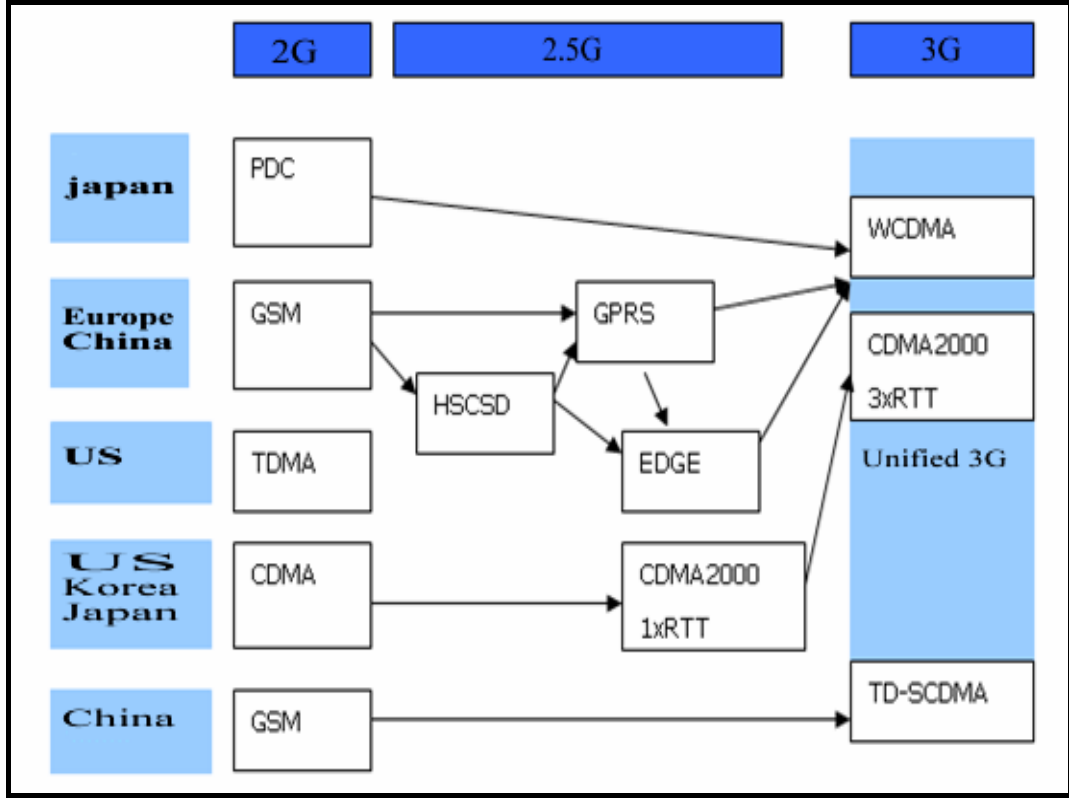 2G
2.5G
3G
japan
PDC
WCDMA
Europe
China
GSM
GPRS
CDMA2000
3xRTT
HSCSD
US
TDMA
EDGE
Unified 3G
US
Korea
Japan
CDMA
CDMA2000
1xRTT
China
GSM
TD-SCDMA